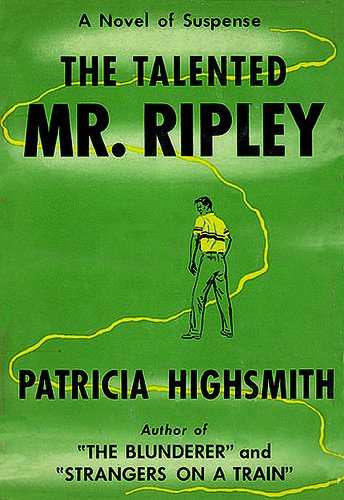 A Novel of Suspense
THE TALENTED
MR. RIPLEY
PATRICIA HIGHSMITH
Author of
"THE BLUNDERER" and
"STRANGERS ON A TRAIN"